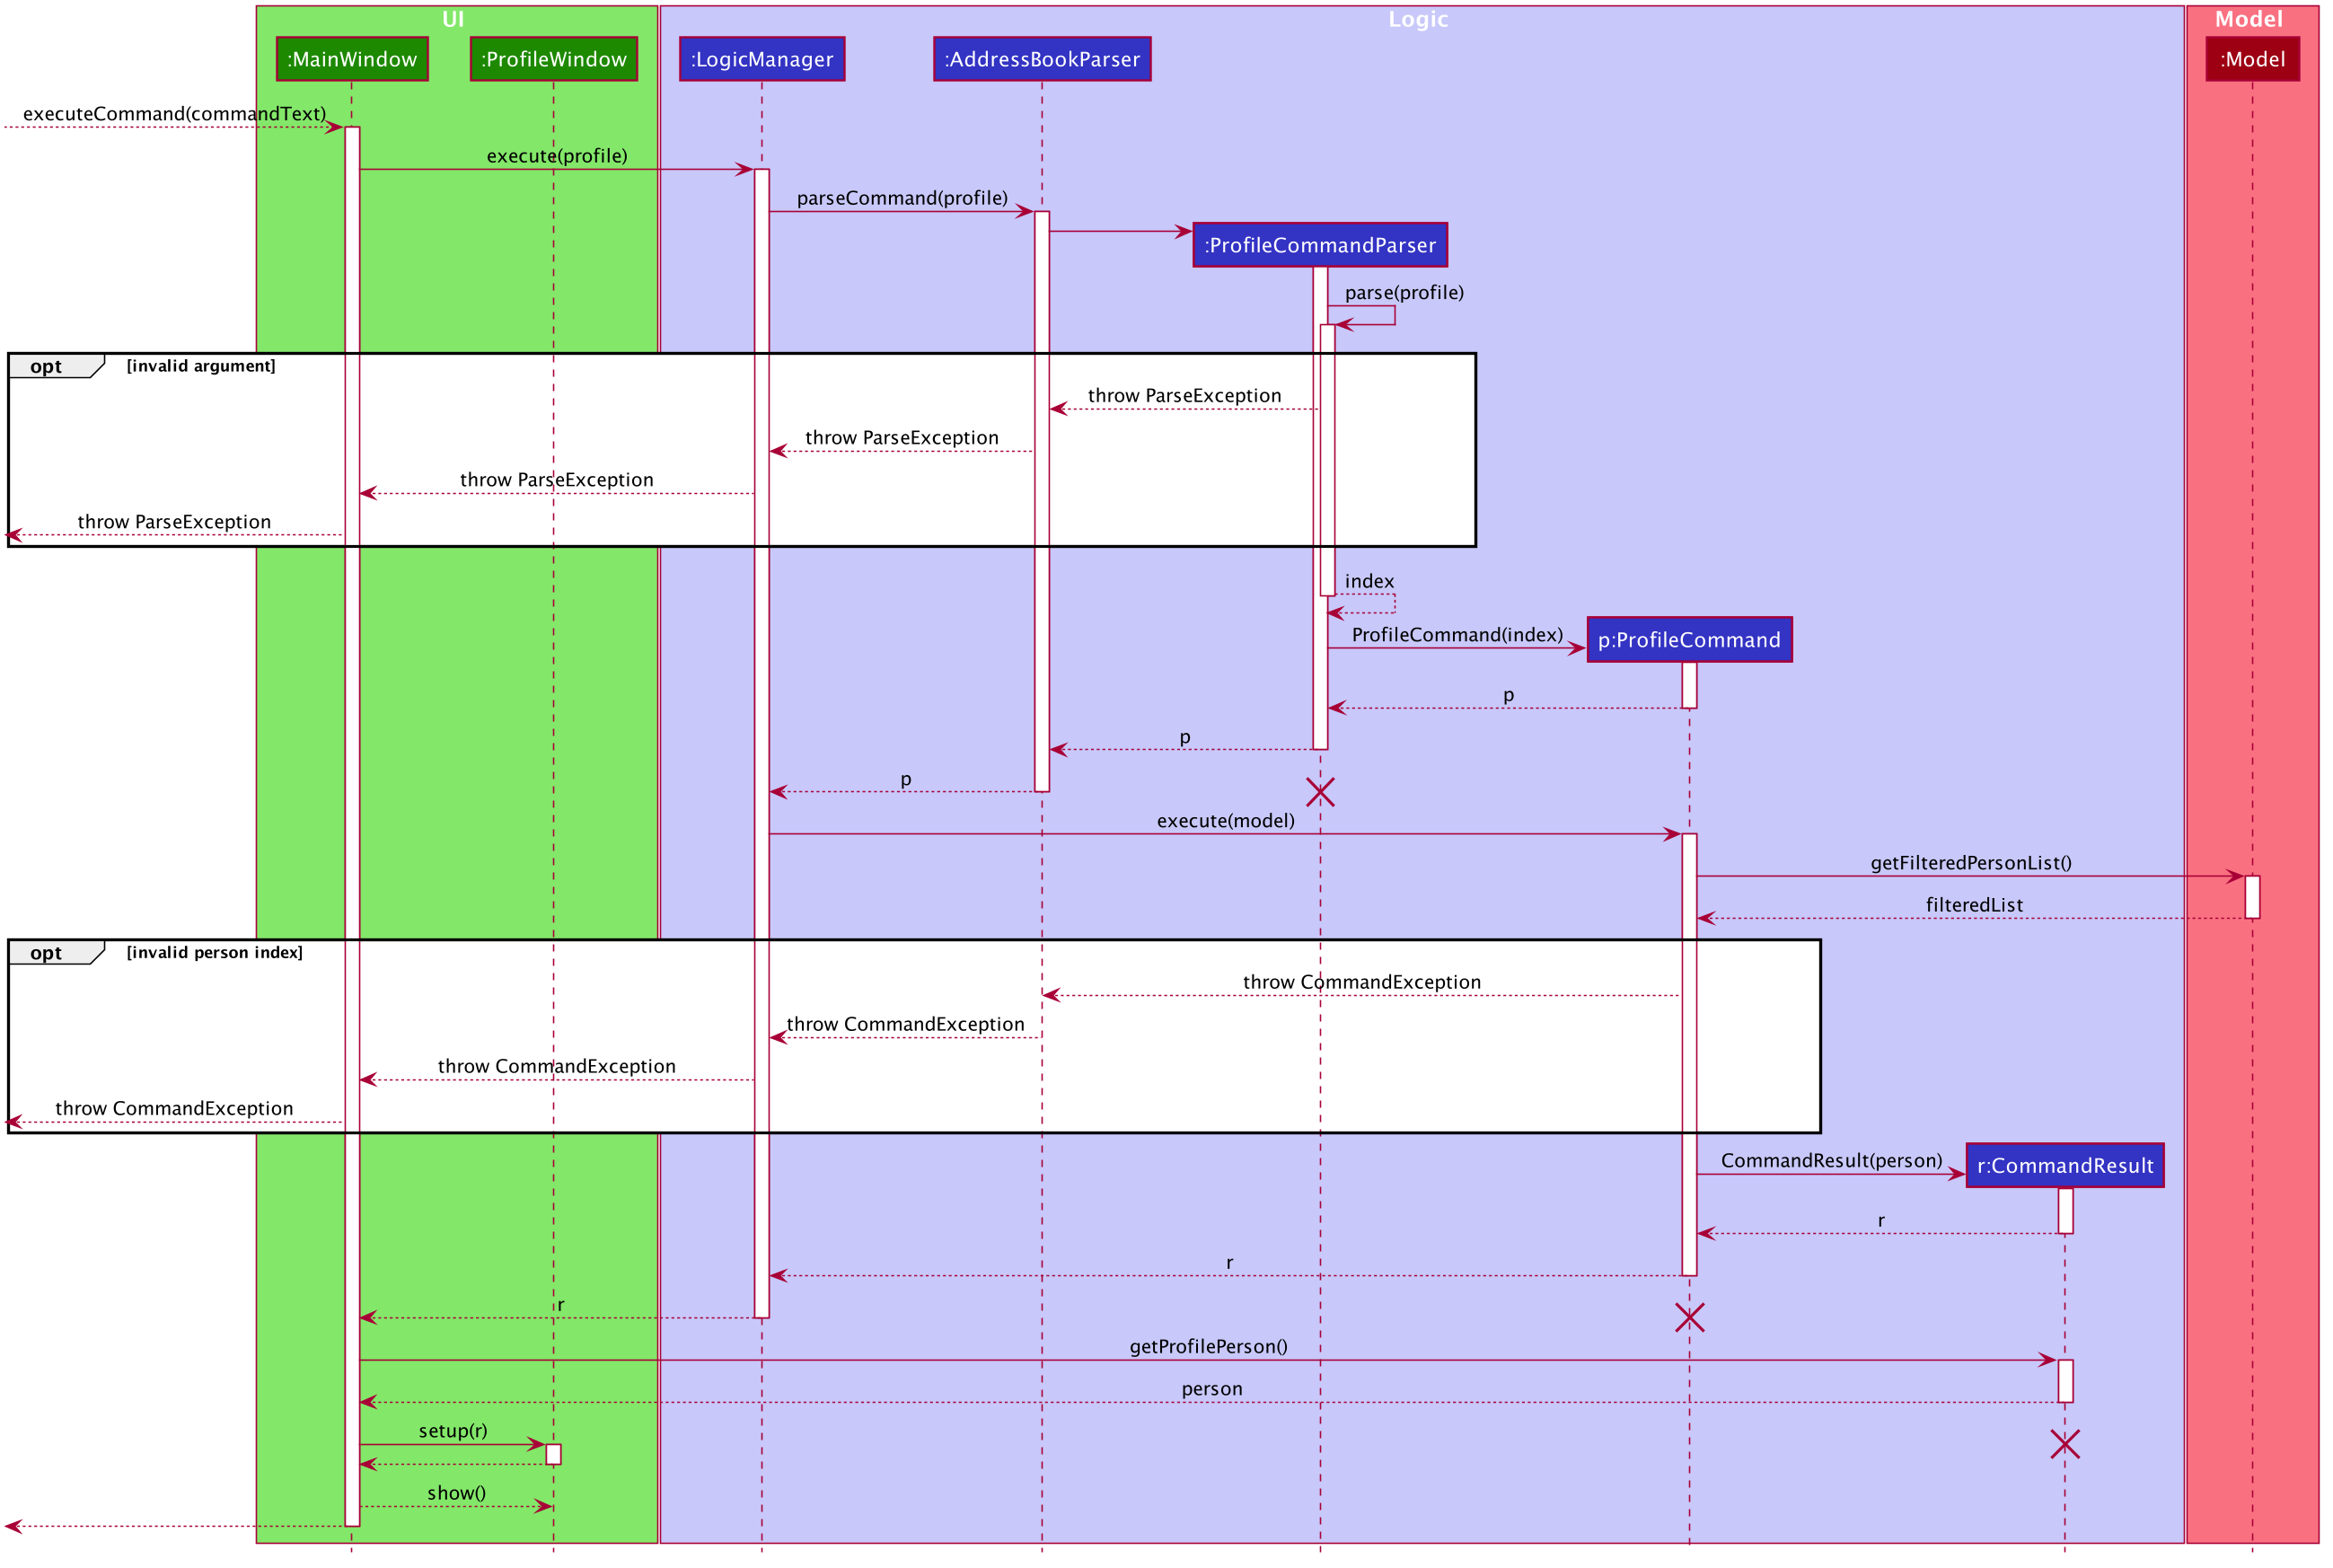 UI
Logic
Model
:MainWindow
:ProfileWindow
:LogicManager
:AddressBookParser
:Model
executeCommand(commandText)
execute(profile)
parseCommand(profile)
:ProfileCommandParser
parse(profile)
opt
[invalid argument]
throw ParseException
throw ParseException
throw ParseException
throw ParseException
index
ProfileCommand(index)
p:ProfileCommand
p
p
p
execute(model)
getFilteredPersonList()
filteredList
opt
[invalid person index]
throw CommandException
throw CommandException
throw CommandException
throw CommandException
CommandResult(person)
r:CommandResult
r
r
r
getProfilePerson()
person
setup(r)
show()